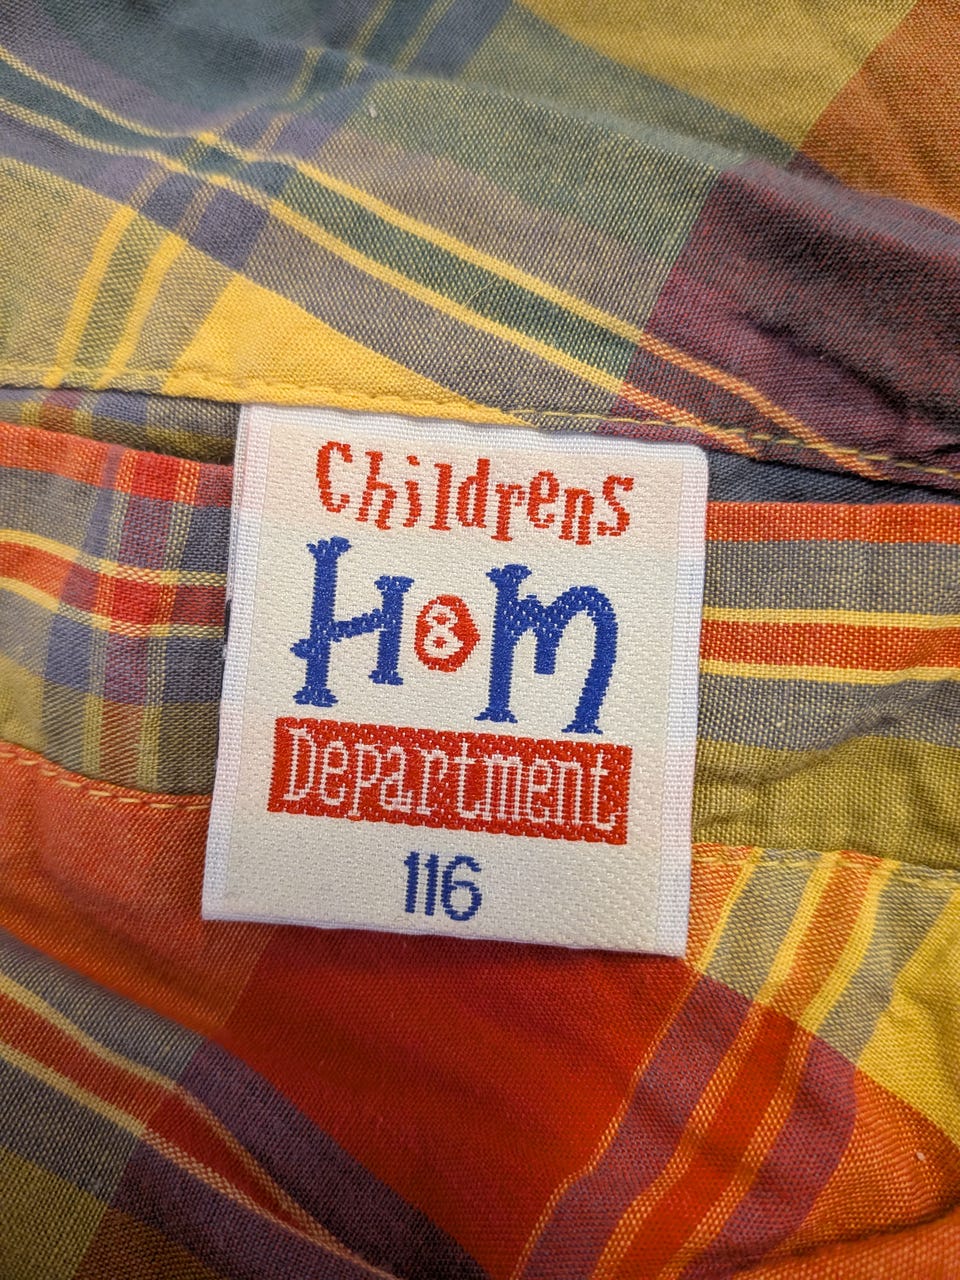 Childrens
H&M
Department
116